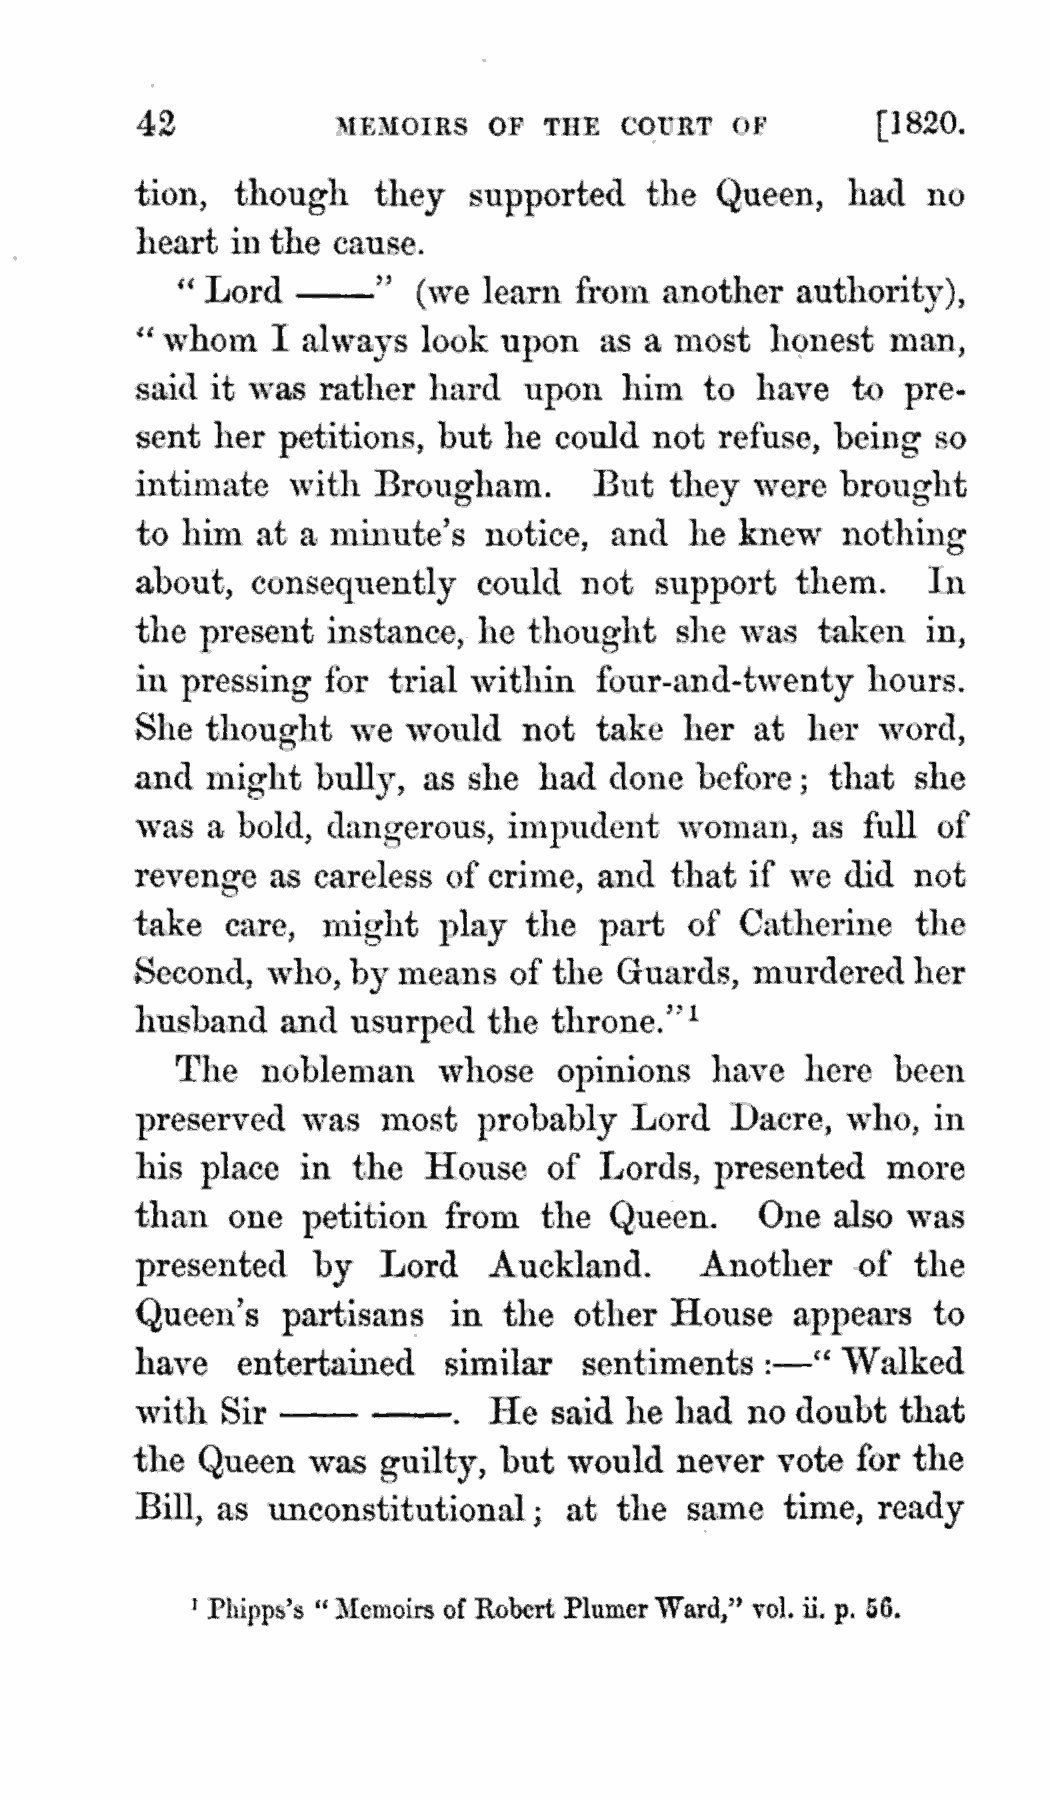 42 MEMOIRS OF THE COURT OF [1820.
tion, though they supported the Queen, had no
heart in the cause.
“ Lord ——” (we learn from another authority),
“ whom I always look upon as a most honest man,
said it was rather hard upon him to have to pre-
sent her petitions, but he could not refuse, being so
intimate with Brougham. But they were brought
to him at a minute’s notice, and he knew nothing
about, consequently could not support them. In
the present instance, he thought she was taken in,
in pressing for trial within four-and-twenty hours.
She thought we would not take her at her word,
and might bully, as she had done before; that she
was a bold, dangerous, impudent woman, as full of
revenge as careless of crime, and that if we did not
take care, might play the part of Catherine the
Second, who, by means of the Guards, murdered her
husband and usurped the throne.”¹
The nobleman whose opinions have here been
preserved was most probably Lord Dacre, who, in
his place in the House of Lords, presented more
than one petition from the Queen. One also was
presented by Lord Auckland. Another of the
Queen’s partisans in the other House appears to
have entertained similar sentiments :—“ Walked
with Sir —— ——. He said he had no doubt that
the Queen was guilty, but would never vote for the
Bill, as unconstitutional; at the same time, ready
¹ Phipps’s “ Memoirs of Robert Plumer Ward,” vol. ii. p. 56.